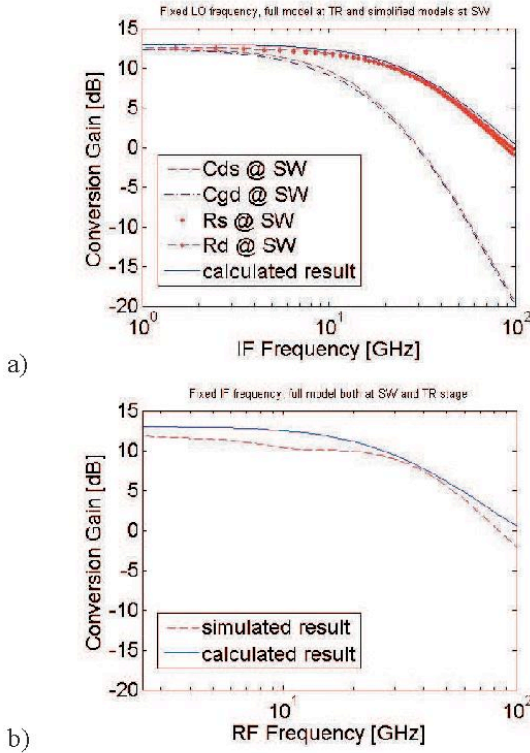 Fixed LO frequency, full model at TR and simplified models at SW
15
10
5
0
-5
-10
-15
-20
Conversion Gain [dB]
Cds @ SW
Cgd @ SW
Rs @ SW
Rd @ SW
calculated result
10^0
10^1
10^2
IF Frequency [GHz]
a)
Fixed IF frequency, full model both at SW and TR stage
15
10
5
0
-5
-10
-15
-20
Conversion Gain [dB]
simulated result
calculated result
10^1
10^2
RF Frequency [GHz]
b)